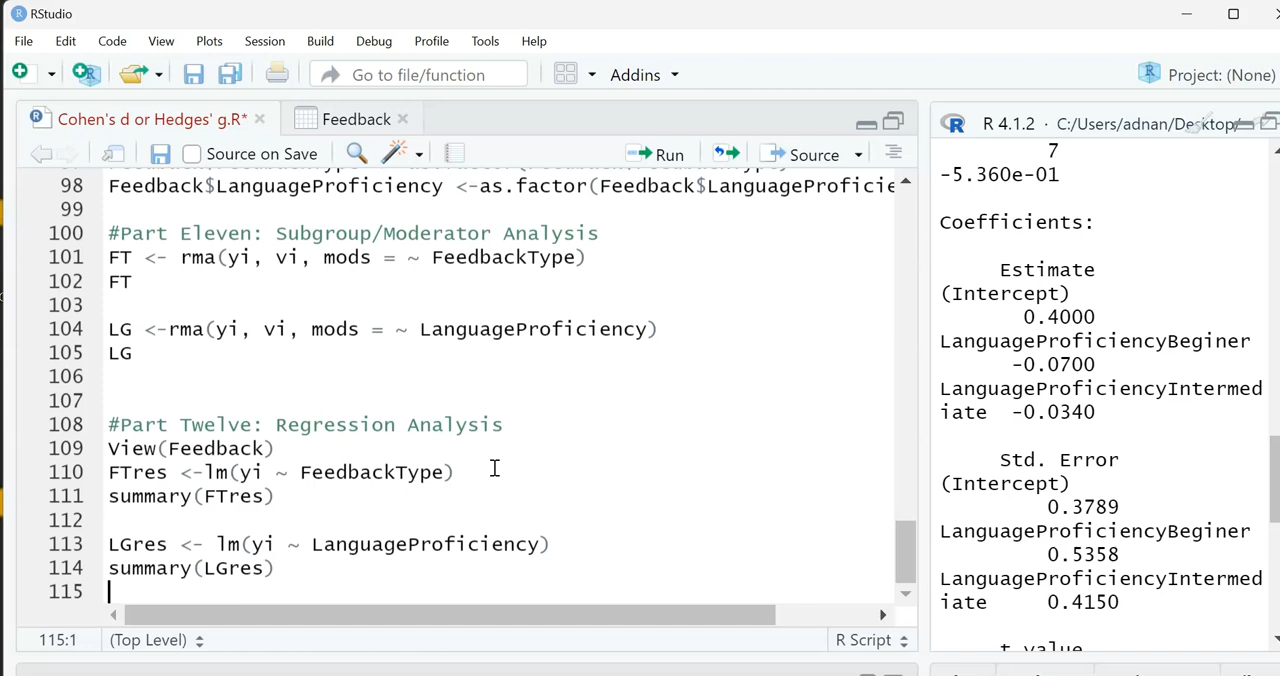 RStudio
File Edit Code View Plots Session Build Debug Profile Tools Help
Go to file/function Addins Project: (None)
Cohen's d or Hedges' g.R* Feedback
Source on Save Run Source
98 Feedback$LanguageProficiency <-as.factor(Feedback$LanguageProficie
99
100 #Part Eleven: Subgroup/Moderator Analysis
101 FT <- rma(yi, vi, mods = ~ FeedbackType)
102 FT
103
104 LG <-rma(yi, vi, mods = ~ LanguageProficiency)
105 LG
106
107
108 #Part Twelve: Regression Analysis
109 View(Feedback)
110 FTres <-lm(yi ~ FeedbackType)
111 summary(FTres)
112
113 LGres <- lm(yi ~ LanguageProficiency)
114 summary(LGres)
115
115:1 (Top Level) R Script
R 4.1.2 · C:/Users/adnan/Desktop/
7
-5.360e-01
Coefficients:
Estimate
(Intercept)
0.4000
LanguageProficiencyBeginer
-0.0700
LanguageProficiencyIntermed
iate -0.0340
Std. Error
(Intercept)
0.3789
LanguageProficiencyBeginer
0.5358
LanguageProficiencyIntermed
iate 0.4150
t value